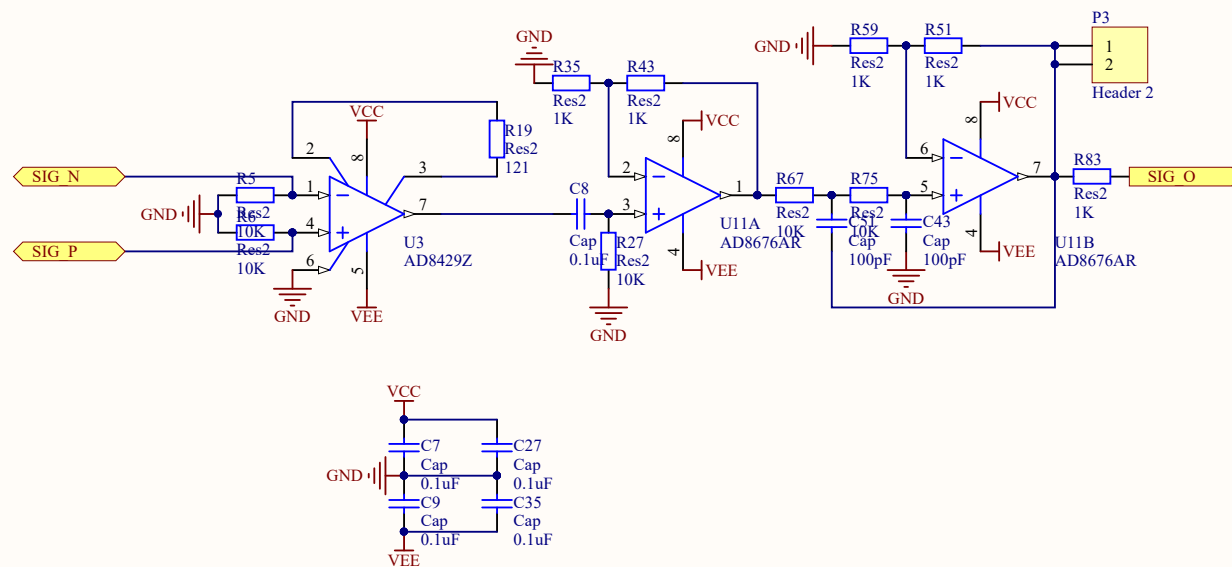 P3
1
2
Header 2
R59
Res2
1K
R51
Res2
1K
GND
GND
R35
Res2
1K
R43
Res2
1K
VCC
8
6
7
5
4
VEE
U11B
AD8676AR
R83
Res2
1K
SIG_O
VCC
8
2
1
3
4
VEE
U11A
AD8676AR
R67
Res2
10K
R75
Res2
10K
C51
Cap
100pF
C43
Cap
100pF
GND
VCC
8
2
3
R19
Res2
121
SIG_N
R5
Res2
10K
GND
R6
Res2
10K
SIG_P
1
4
7
6
5
U3
AD8429Z
GND
VEE
C8
Cap
0.1uF
R27
Res2
10K
GND
VCC
C7
Cap
0.1uF
C27
Cap
0.1uF
GND
C9
Cap
0.1uF
C35
Cap
0.1uF
VEE